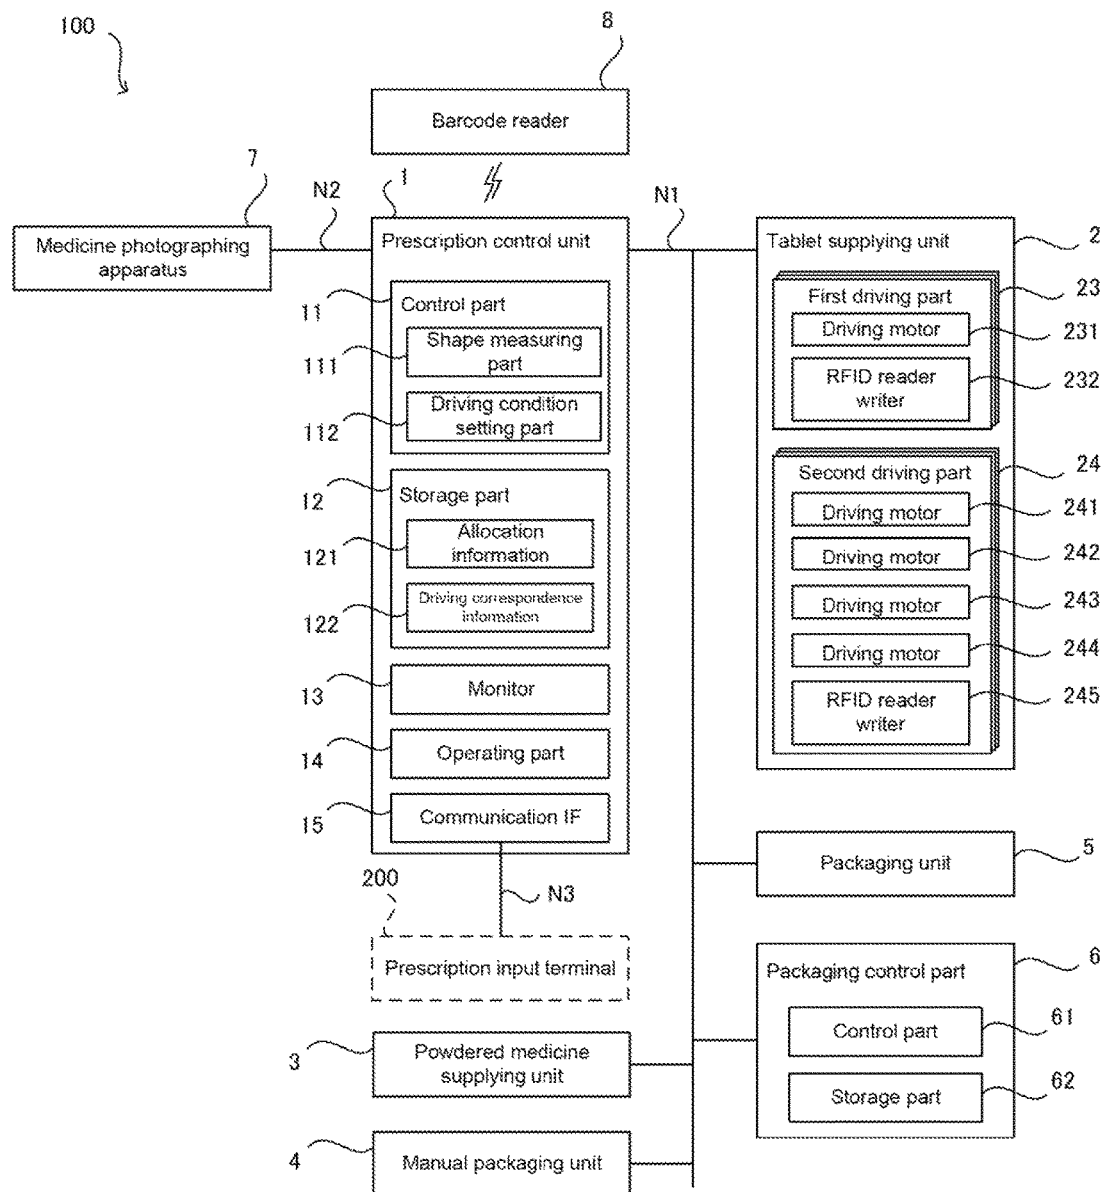 100
8
Barcode reader
7
N2
1
N1
Medicine photographing
apparatus
Prescription control unit
Tablet supplying unit
2
11
Control part
111
Shape measuring
part
112
Driving condition
setting part
First driving part
23
Driving motor
231
RFID reader
writer
232
12
Storage part
121
Allocation
information
122
Driving correspondence
information
Second driving part
24
Driving motor
241
Driving motor
242
Driving motor
243
Driving motor
244
RFID reader
writer
245
13
Monitor
14
Operating part
15
Communication IF
200
N3
Prescription input terminal
Packaging unit
5
Packaging control part
6
Control part
61
Storage part
62
3
Powdered medicine
supplying unit
4
Manual packaging unit